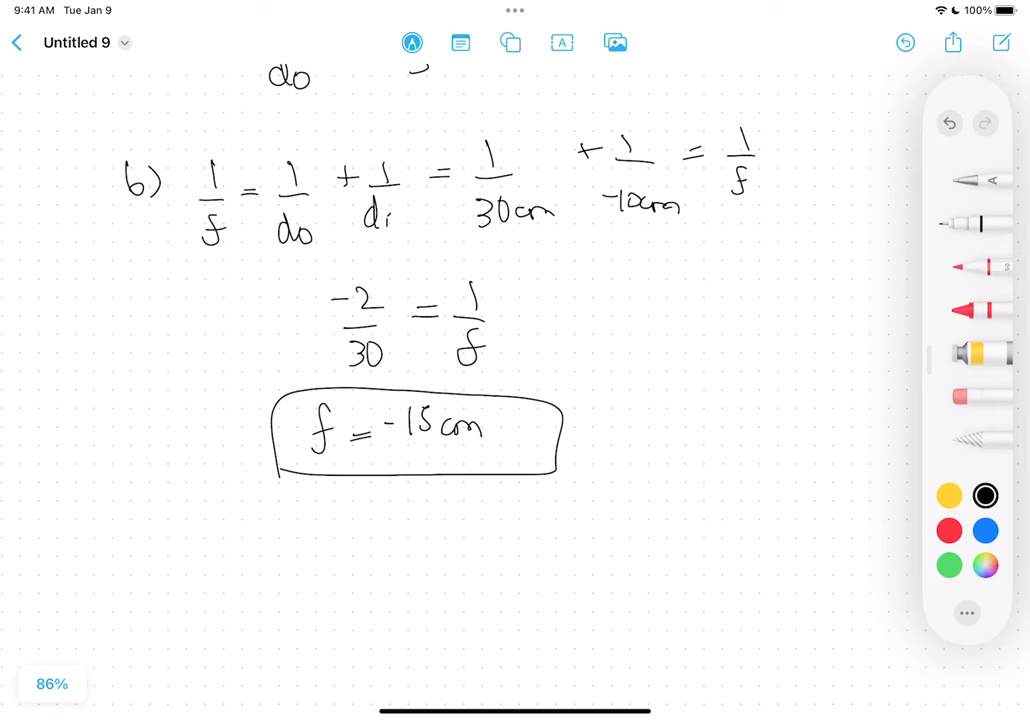 9:41 AM Tue Jan 9 100%
Untitled 9
A
do
b) 1/f = 1/do + 1/di = 1/30cm + 1/-10cm = 1/f
-2/30 = 1/f
f = -15 cm
A
50
86%